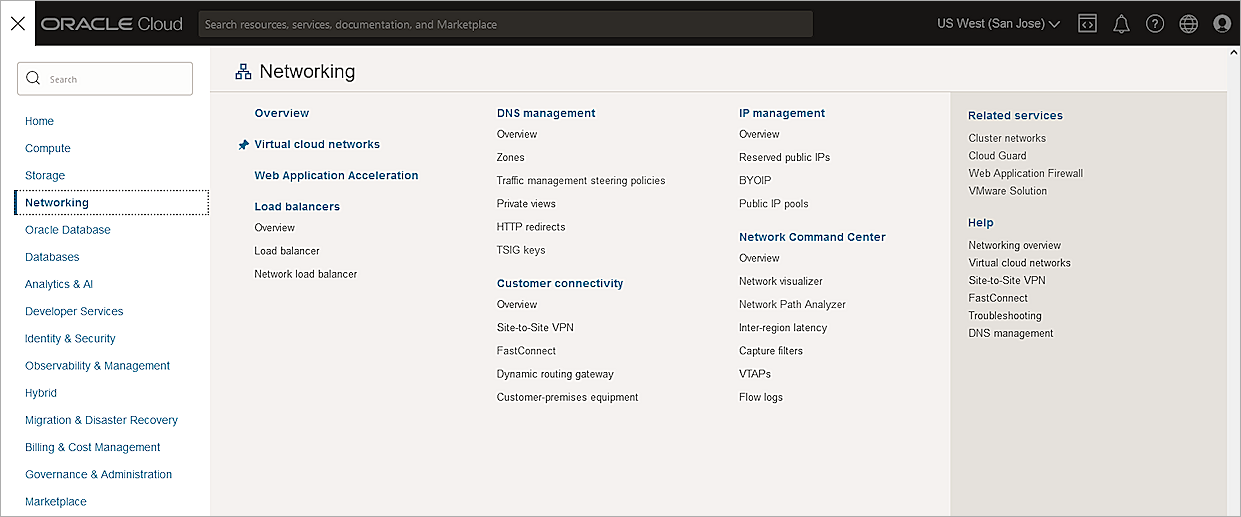 ORACLE Cloud
Search resources, services, documentation, and Marketplace
US West (San Jose)
Search
Home
Compute
Storage
Networking
Oracle Database
Databases
Analytics & AI
Developer Services
Identity & Security
Observability & Management
Hybrid
Migration & Disaster Recovery
Billing & Cost Management
Governance & Administration
Marketplace
Networking
Overview
Virtual cloud networks
Web Application Acceleration
Load balancers
Overview
Load balancer
Network load balancer
DNS management
Overview
Zones
Traffic management steering policies
Private views
HTTP redirects
TSIG keys
Customer connectivity
Overview
Site-to-Site VPN
FastConnect
Dynamic routing gateway
Customer-premises equipment
IP management
Overview
Reserved public IPs
BYOIP
Public IP pools
Network Command Center
Overview
Network visualizer
Network Path Analyzer
Inter-region latency
Capture filters
VTAPs
Flow logs
Related services
Cluster networks
Cloud Guard
Web Application Firewall
VMware Solution
Help
Networking overview
Virtual cloud networks
Site-to-Site VPN
FastConnect
Troubleshooting
DNS management